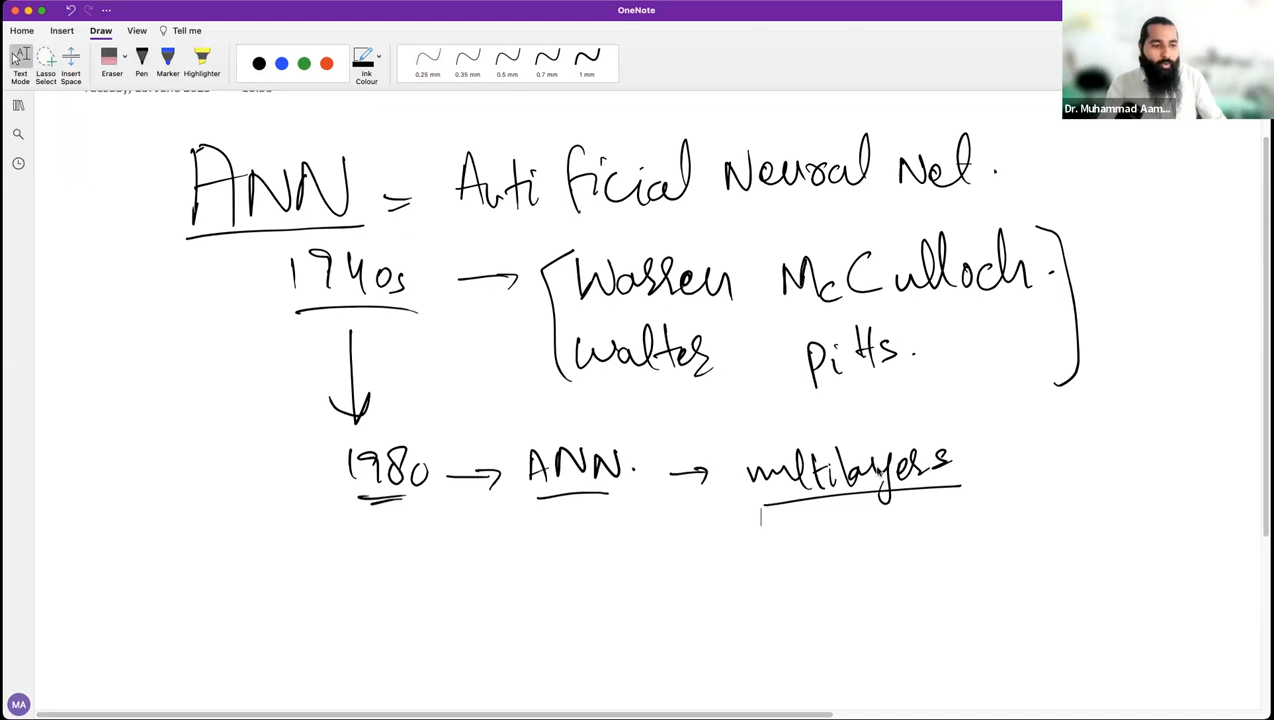 OneNote
Home Insert Draw View Tell me
Text Mode Lasso Select Insert Space Eraser Pen Marker Highlighter Ink Colour 0.25 mm 0.35 mm 0.5 mm 0.7 mm 1 mm
Dr. Muhammad Aam...
ANN = Artificial Neural Net.
1940s → Warren McCulloch.
Walter Pitts.
1980 → ANN. → multilayers
MA